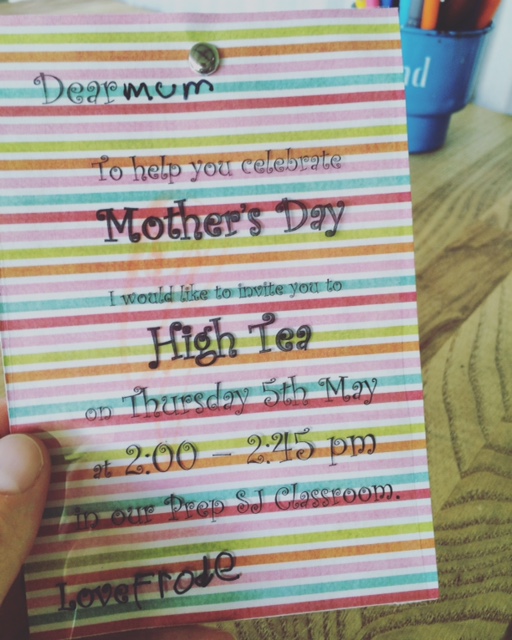 Dear mum
To help you celebrate
Mother's Day
I would like to invite you to
High Tea
on Thursday 5th May
at 2:00 – 2:45 pm
in our Prep SJ Classroom.
Love Frode
nd